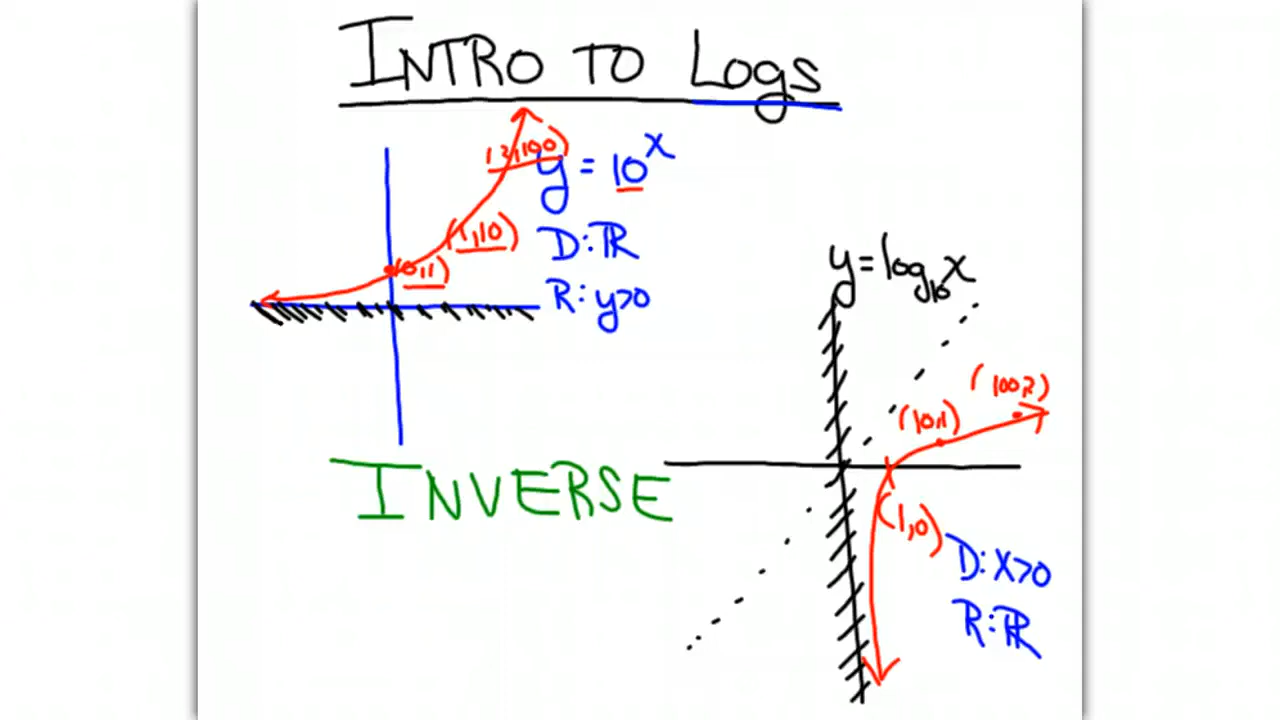 INTRO TO Logs
(2,100)
y = 10^x
(1,10)
D: ℝ
(0,1)
R: y>0
y = log₁₀x
(100,2)
(10,1)
INVERSE
(1,0)
D: x>0
R: ℝ